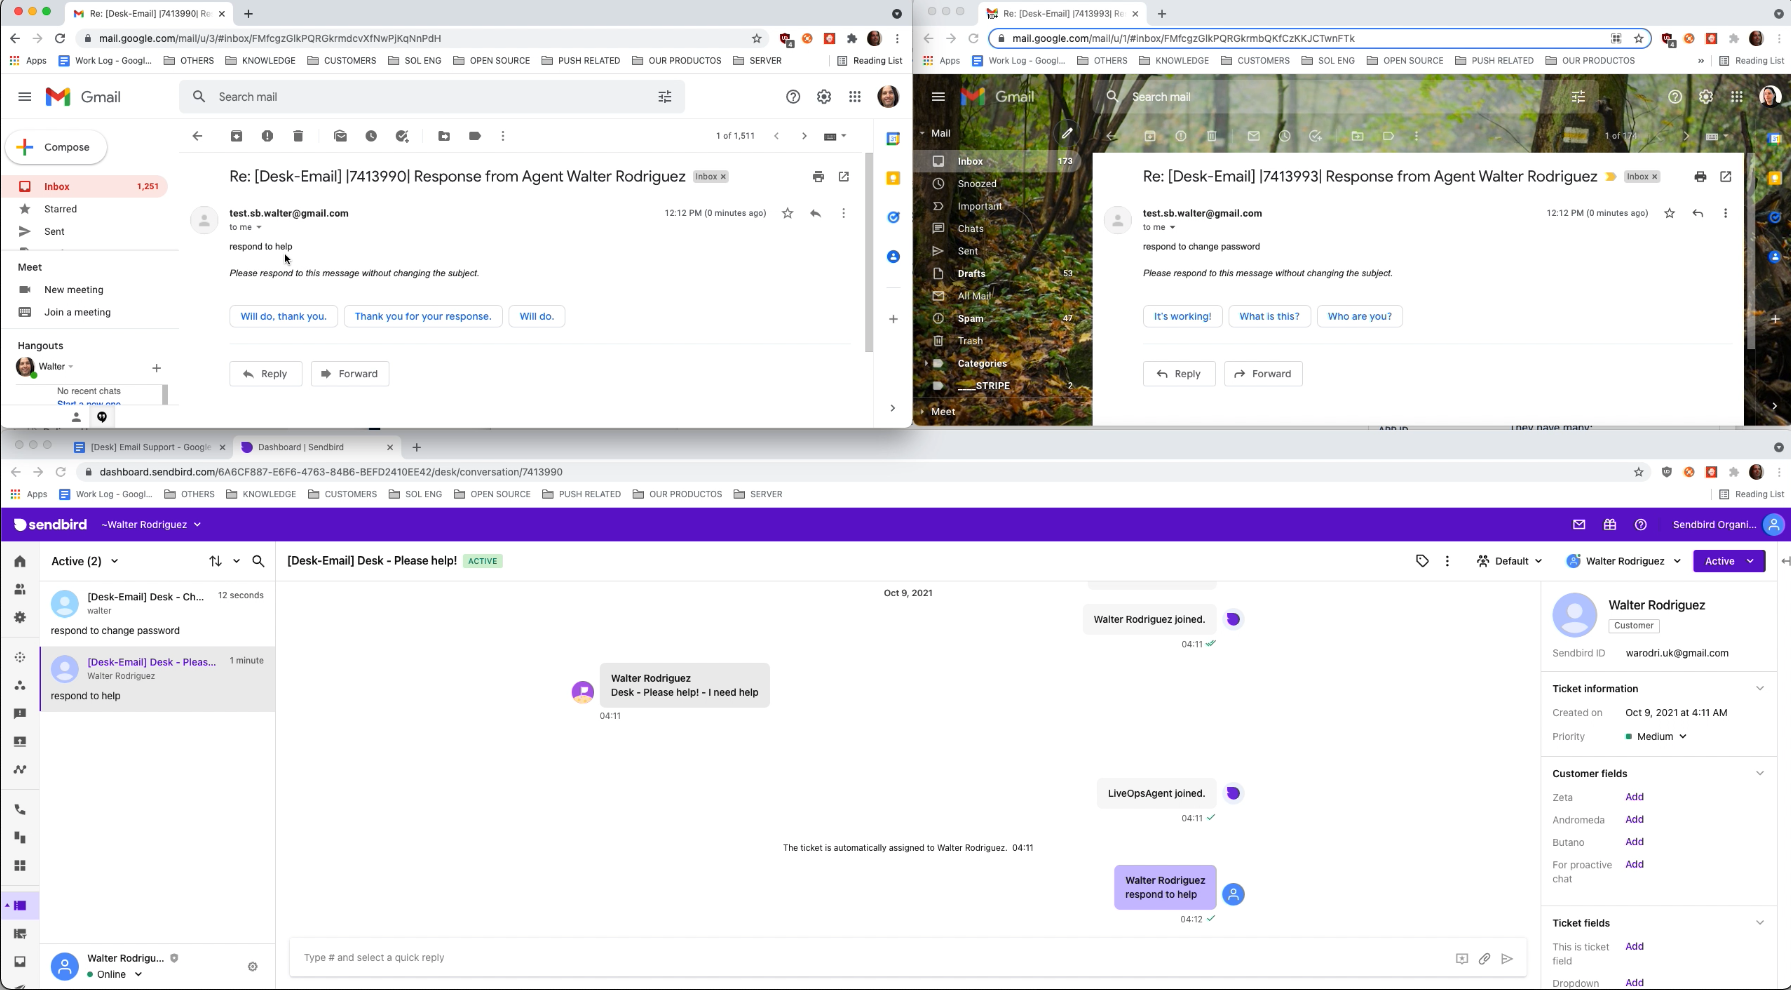 Re: [Desk-Email] |7413990| Re
mail.google.com/mail/u/3/#inbox/FMfcgzGlkPQRGkrmdcvXfNwPjKqNnPdH
Apps
Work Log - Googl...
OTHERS
KNOWLEDGE
CUSTOMERS
SOL ENG
OPEN SOURCE
PUSH RELATED
OUR PRODUCTOS
SERVER
Reading List
Gmail
Search mail
Compose
1 of 1,511
Inbox
1,251
Starred
Sent
Meet
New meeting
Join a meeting
Hangouts
Walter
No recent chats
Start a new one
Re: [Desk-Email] |7413990| Response from Agent Walter Rodriguez
Inbox x
test.sb.walter@gmail.com
12:12 PM (0 minutes ago)
to me
respond to help
Please respond to this message without changing the subject.
Will do, thank you.
Thank you for your response.
Will do.
Reply
Forward
Re: [Desk-Email] |7413993| Re
mail.google.com/mail/u/1/#inbox/FMfcgzGlkPQRGkrmbQKfCzKKJCTwnFTk
Apps
Work Log - Googl...
OTHERS
KNOWLEDGE
CUSTOMERS
SOL ENG
OPEN SOURCE
PUSH RELATED
OUR PRODUCTOS
»
Reading List
Gmail
Search mail
Mail
1 of 174
Inbox
173
Snoozed
Important
Chats
Sent
Drafts
53
All Mail
Spam
47
Trash
Categories
___STRIPE
2
Meet
Re: [Desk-Email] |7413993| Response from Agent Walter Rodriguez
Inbox x
test.sb.walter@gmail.com
12:12 PM (0 minutes ago)
to me
respond to change password
Please respond to this message without changing the subject.
It's working!
What is this?
Who are you?
Reply
Forward
[Desk] Email Support - Google
Dashboard | Sendbird
dashboard.sendbird.com/6A6CF887-E6F6-4763-84B6-BEFD2410EE42/desk/conversation/7413990
Apps
Work Log - Googl...
OTHERS
KNOWLEDGE
CUSTOMERS
SOL ENG
OPEN SOURCE
PUSH RELATED
OUR PRODUCTOS
SERVER
Reading List
sendbird
~Walter Rodriguez
Sendbird Organi...
Active (2)
[Desk-Email] Desk - Ch...
12 seconds
walter
respond to change password
[Desk-Email] Desk - Pleas...
1 minute
Walter Rodriguez
respond to help
Walter Rodrigu...
Online
[Desk-Email] Desk - Please help!
ACTIVE
Default
Walter Rodriguez
Active
Oct 9, 2021
Walter Rodriguez joined.
04:11
Walter Rodriguez
Desk - Please help! - I need help
04:11
LiveOpsAgent joined.
04:11
The ticket is automatically assigned to Walter Rodriguez. 04:11
Walter Rodriguez
respond to help
04:12
Type # and select a quick reply
Walter Rodriguez
Customer
Sendbird ID
warodri.uk@gmail.com
Ticket information
Created on
Oct 9, 2021 at 4:11 AM
Priority
Medium
Customer fields
Zeta
Add
Andromeda
Add
Butano
Add
For proactive chat
Add
Ticket fields
This is ticket field
Add
Dropdown
Add